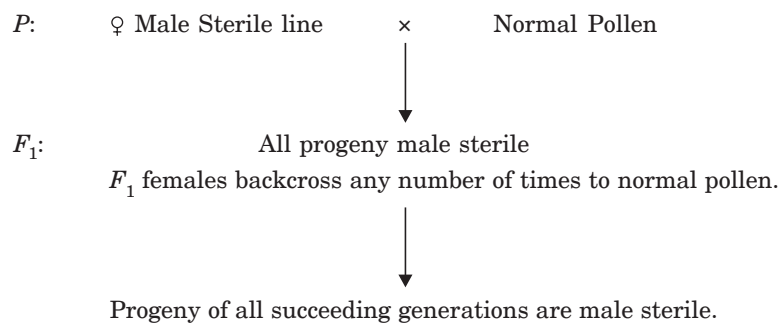 P: ♀ Male Sterile line × Normal Pollen
F1: All progeny male sterile
F1 females backcross any number of times to normal pollen.
Progeny of all succeeding generations are male sterile.